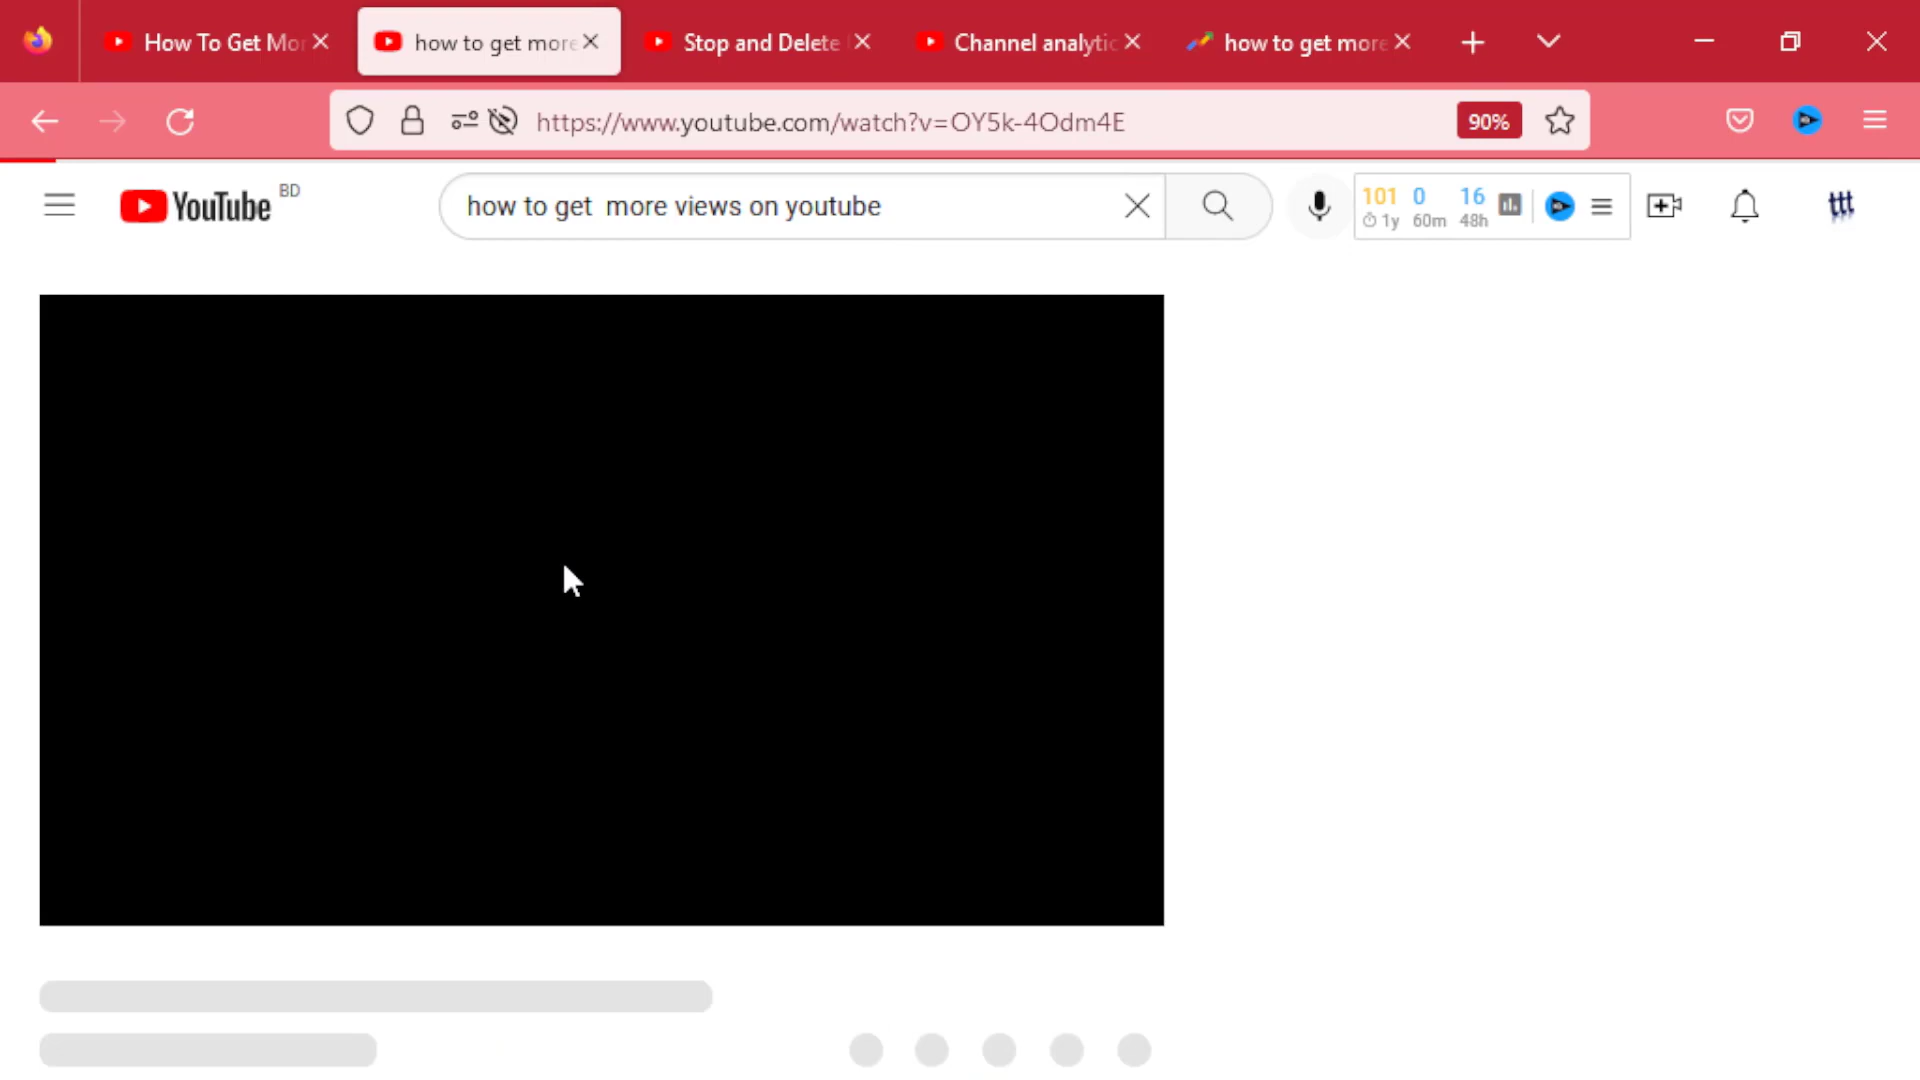 How To Get Mor
how to get more
Stop and Delete
Channel analytic
how to get more
https://www.youtube.com/watch?v=OY5k-4Odm4E
90%
YouTube BD
how to get  more views on youtube
101 0 16
1y 60m 48h
ttt